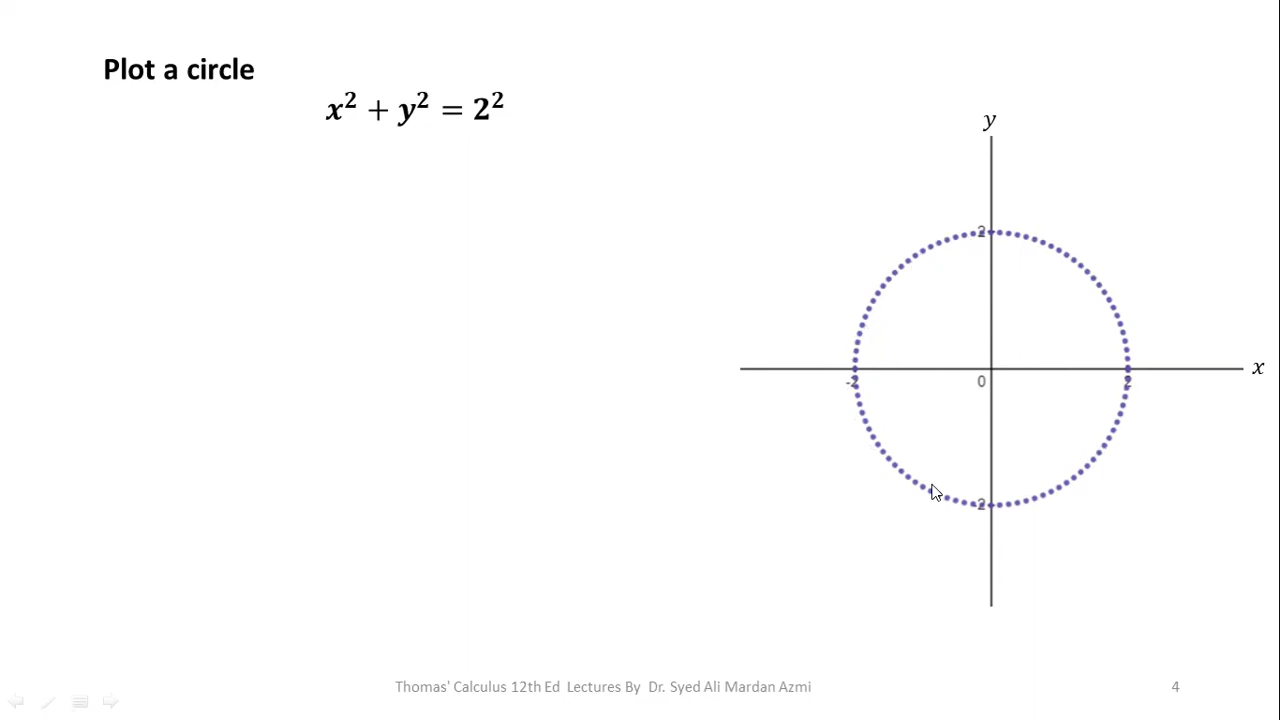 Plot a circle
x² + y² = 2²
y
2
-2
0
2
x
-2
Thomas' Calculus 12th Ed Lectures By Dr. Syed Ali Mardan Azmi
4